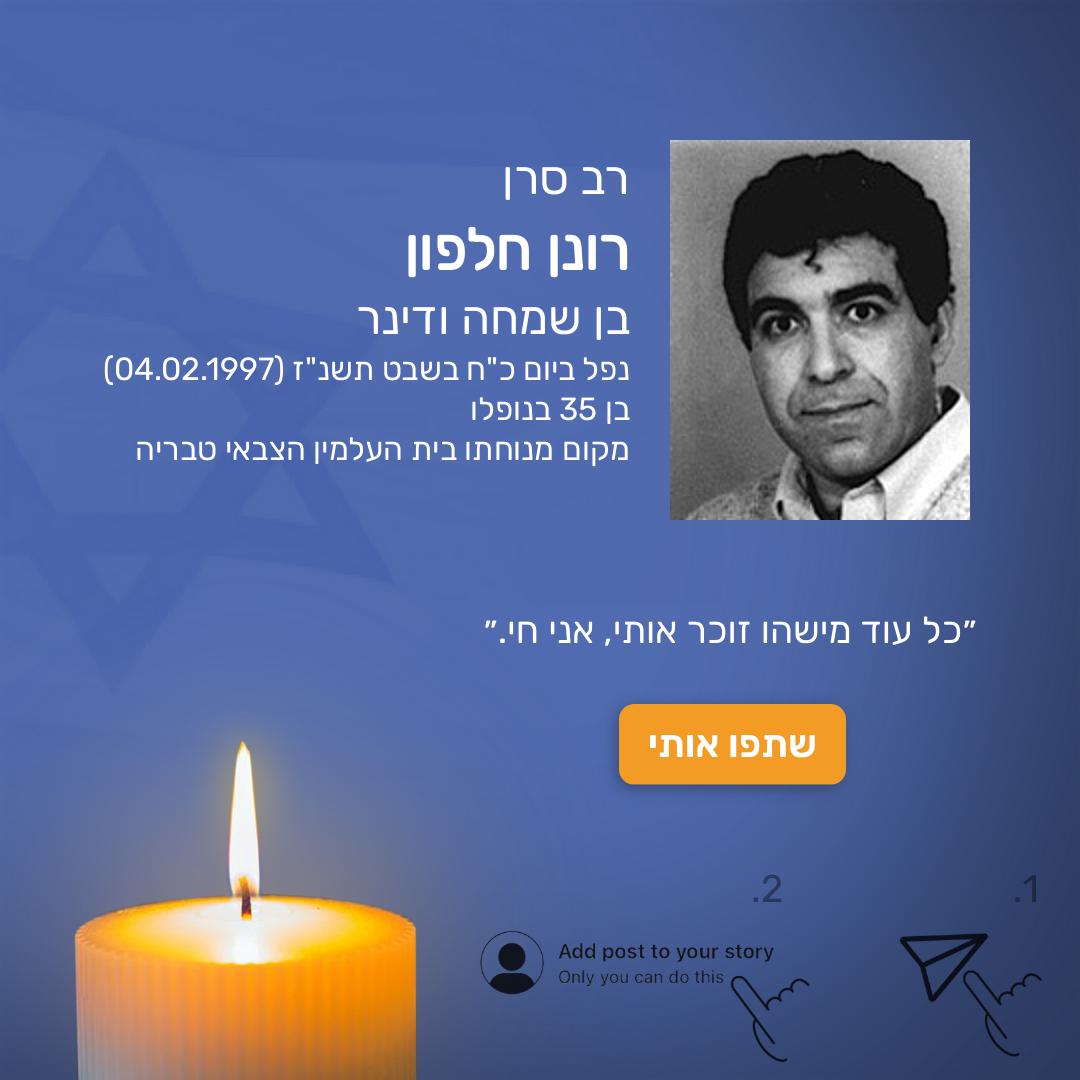 רב סרן
רונן חלפון
בן שמחה ודינר
נפל ביום כ"ח בשבט תשנ"ז (04.02.1997)
בן 35 בנופלו
מקום מנוחתו בית העלמין הצבאי טבריה
״כל עוד מישהו זוכר אותי, אני חי.״
שתפו אותי
.1
.2
Add post to your story
Only you can do this